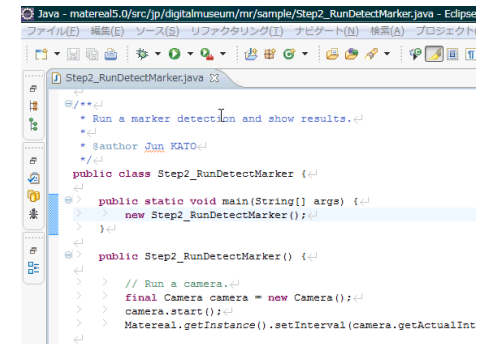 Java - matereal5.0/src/jp/digitalmuseum/mr/sample/Step2_RunDetectMarker.java - Eclipse
ファイル(F) 編集(E) ソース(S) リファクタリング(T) ナビゲート(N) 検索(A) プロジェクト(
Step2_RunDetectMarker.java
/**
* Run a marker detection and show results.
*
* @author Jun KATO
*/
public class Step2_RunDetectMarker {
public static void main(String[] args) {
new Step2_RunDetectMarker();
}
public Step2_RunDetectMarker() {
// Run a camera.
final Camera camera = new Camera();
camera.start();
Matereal.getInstance().setInterval(camera.getActualInt